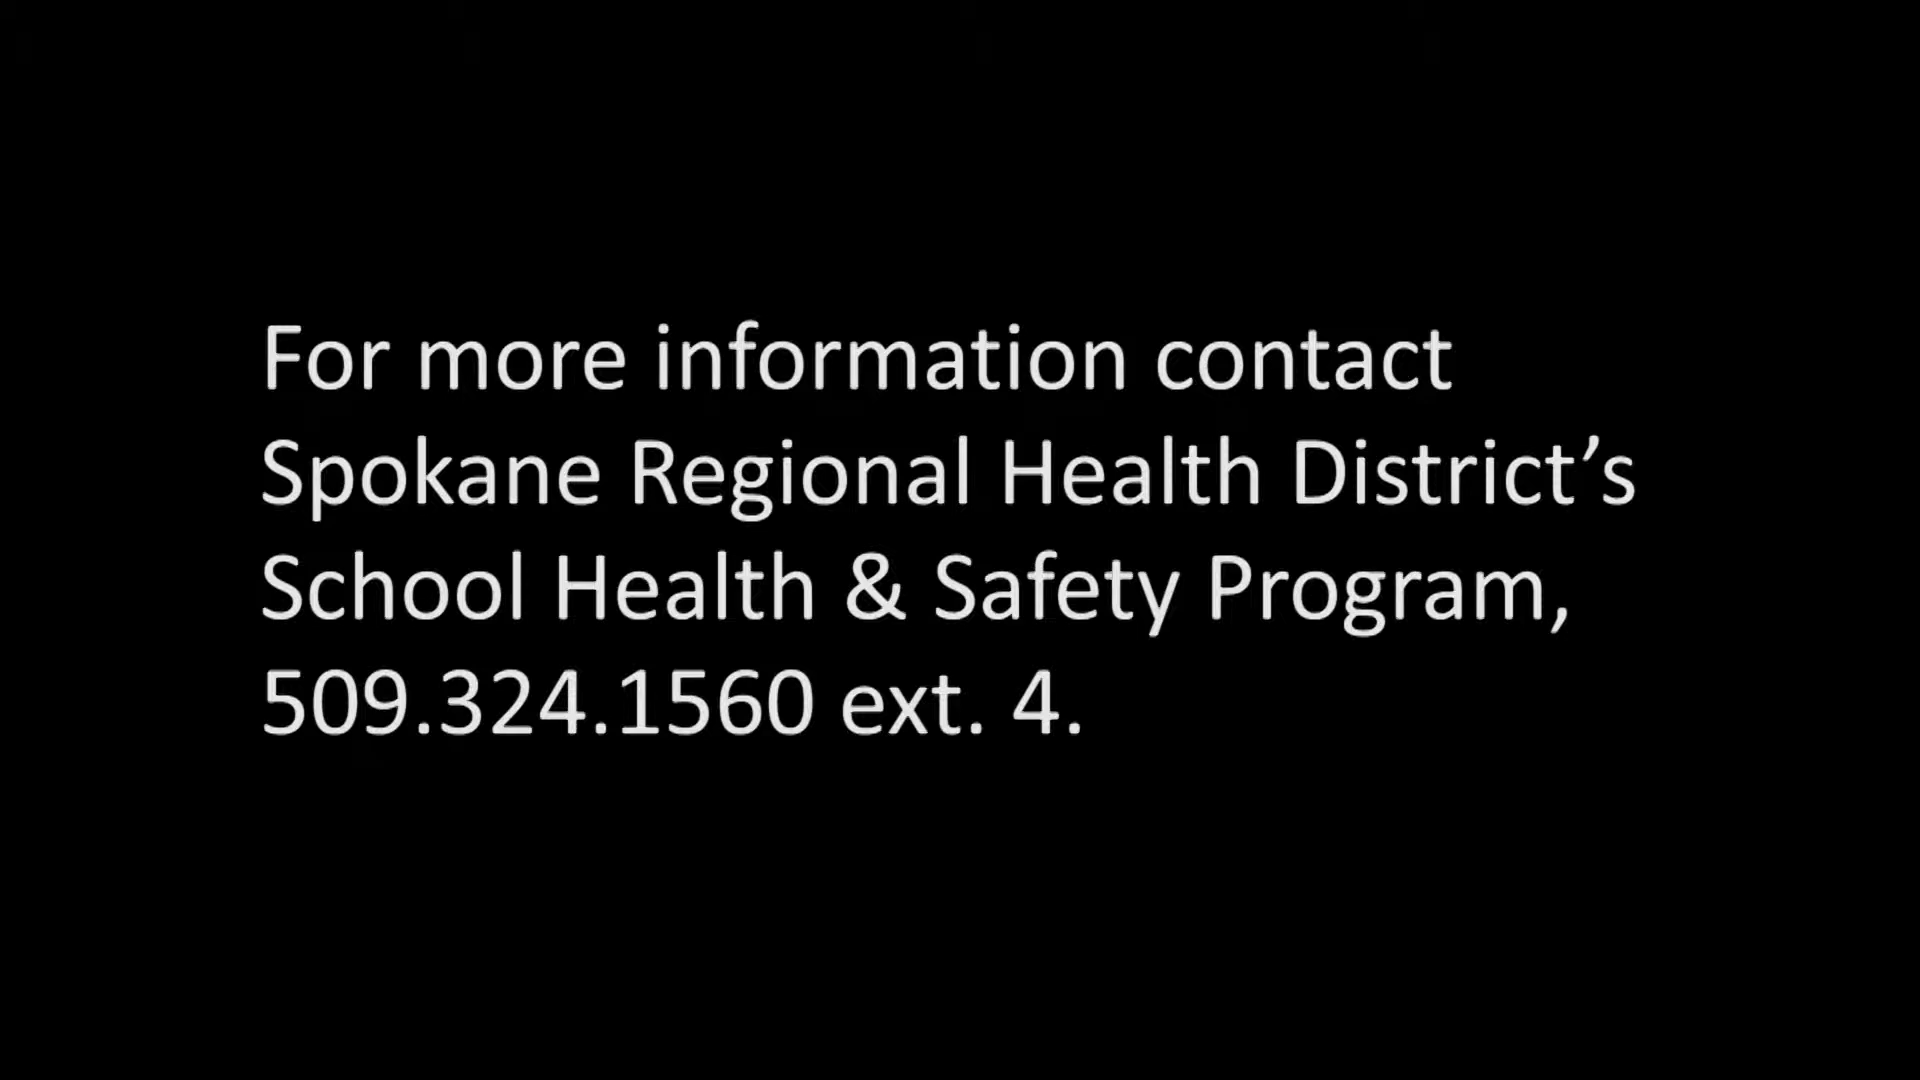 For more information contact
Spokane Regional Health District’s
School Health & Safety Program,
509.324.1560 ext. 4.